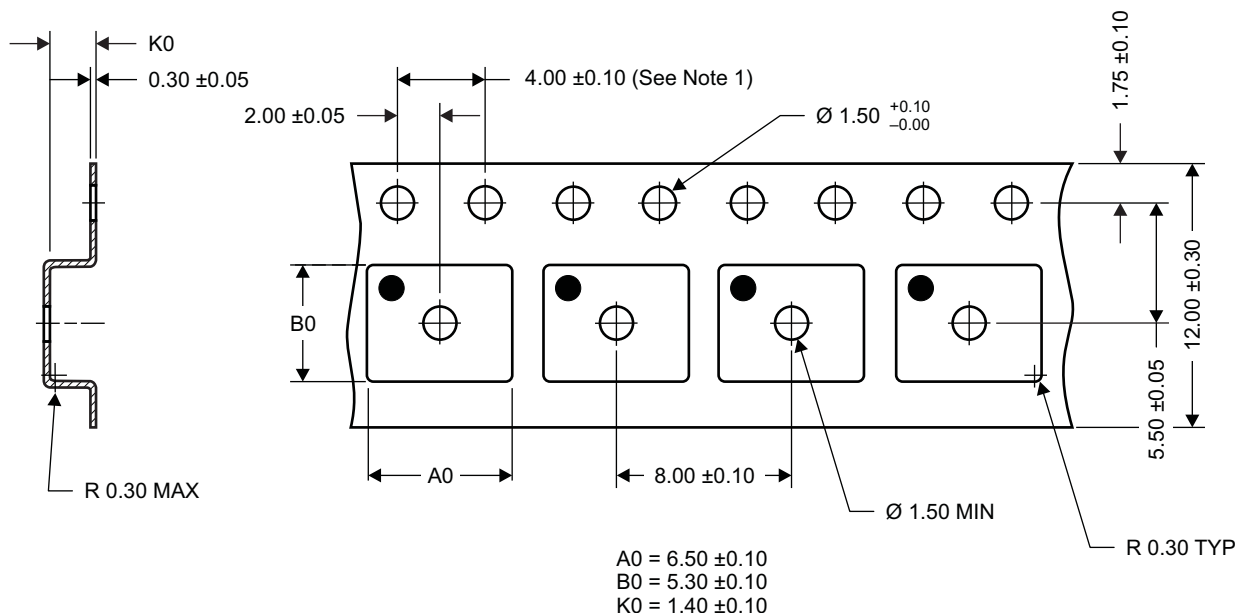 K0
0.30 ±0.05
4.00 ±0.10 (See Note 1)
2.00 ±0.05
Ø 1.50 +0.10
–0.00
1.75 ±0.10
B0
12.00 ±0.30
5.50 ±0.05
R 0.30 MAX
A0
8.00 ±0.10
Ø 1.50 MIN
R 0.30 TYP
A0 = 6.50 ±0.10
B0 = 5.30 ±0.10
K0 = 1.40 ±0.10